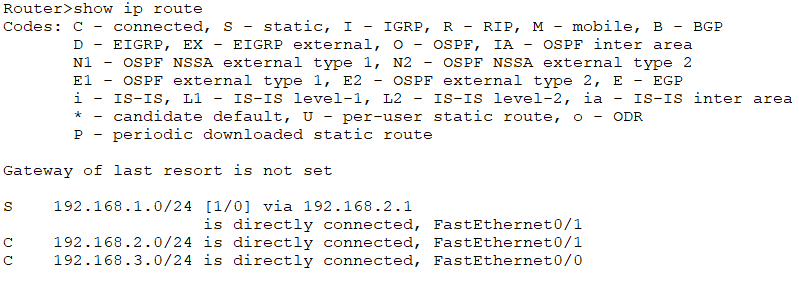 Router>show ip route
Codes: C - connected, S - static, I - IGRP, R - RIP, M - mobile, B - BGP
       D - EIGRP, EX - EIGRP external, O - OSPF, IA - OSPF inter area
       N1 - OSPF NSSA external type 1, N2 - OSPF NSSA external type 2
       E1 - OSPF external type 1, E2 - OSPF external type 2, E - EGP
       i - IS-IS, L1 - IS-IS level-1, L2 - IS-IS level-2, ia - IS-IS inter area
       * - candidate default, U - per-user static route, o - ODR
       P - periodic downloaded static route

Gateway of last resort is not set

S    192.168.1.0/24 [1/0] via 192.168.2.1
                    is directly connected, FastEthernet0/1
C    192.168.2.0/24 is directly connected, FastEthernet0/1
C    192.168.3.0/24 is directly connected, FastEthernet0/0